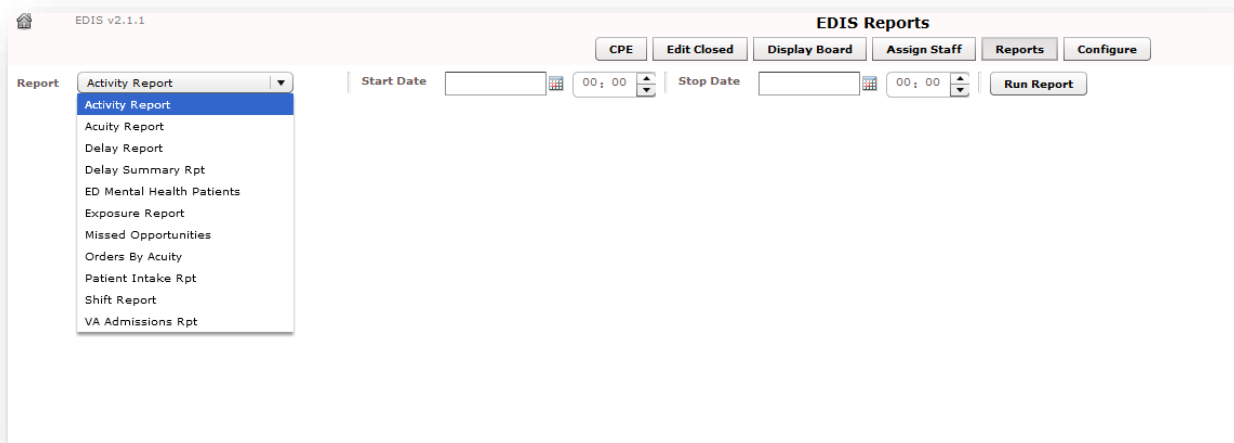 EDIS v2.1.1
EDIS Reports
CPE Edit Closed Display Board Assign Staff Reports Configure
Report Activity Report Start Date 00: 00 Stop Date 00: 00 Run Report
Activity Report
Acuity Report
Delay Report
Delay Summary Rpt
ED Mental Health Patients
Exposure Report
Missed Opportunities
Orders By Acuity
Patient Intake Rpt
Shift Report
VA Admissions Rpt